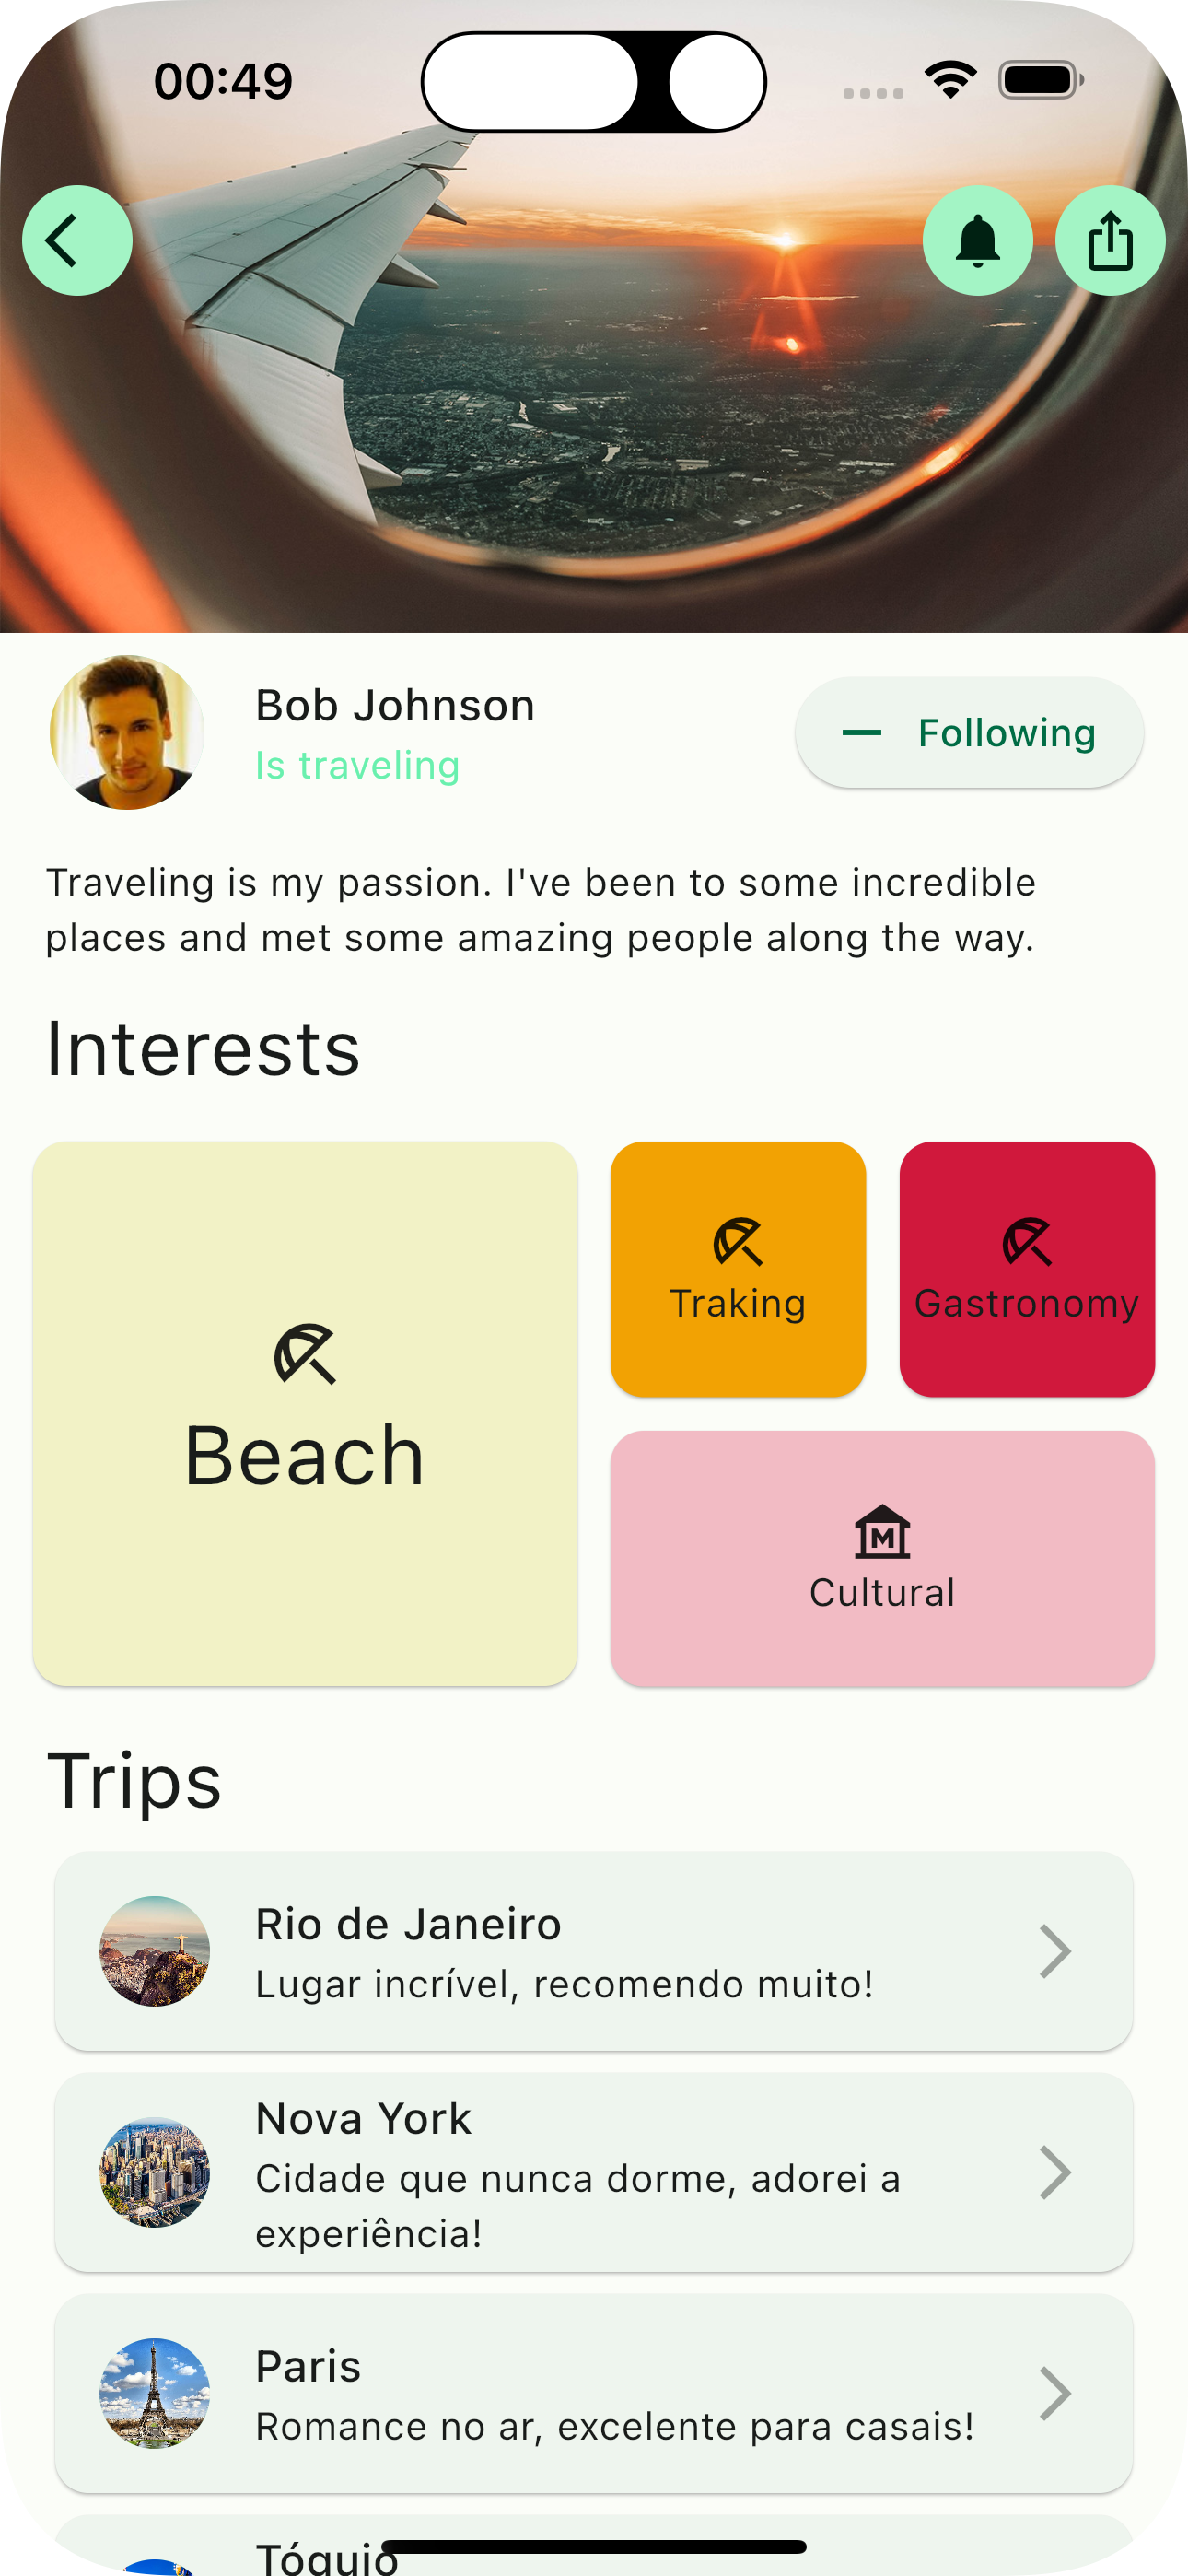 00:49
Bob Johnson
Is traveling
Following
Traveling is my passion. I've been to some incredible
places and met some amazing people along the way.
Interests
Beach
Traking
Gastronomy
M
Cultural
Trips
Rio de Janeiro
Lugar incrível, recomendo muito!
Nova York
Cidade que nunca dorme, adorei a
experiência!
Paris
Romance no ar, excelente para casais!
Tóquio